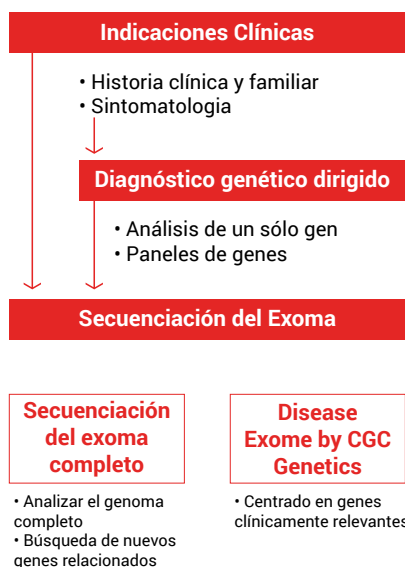 Indicaciones Clínicas
• Historia clínica y familiar
• Sintomatologia
Diagnóstico genético dirigido
• Análisis de un sólo gen
• Paneles de genes
Secuenciación del Exoma
Secuenciación
del exoma
completo
• Analizar el genoma
completo
• Búsqueda de nuevos
genes relacionados
Disease
Exome by CGC
Genetics
• Centrado en genes
clínicamente relevantes